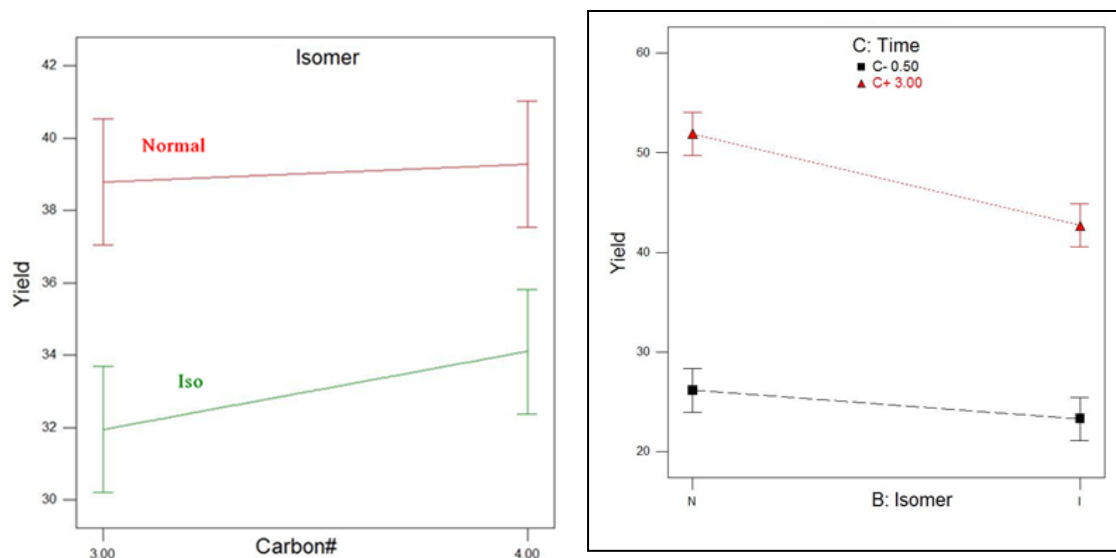 Isomer
42
40
38
36
34
32
30
Yield
Normal
Iso
3.00
Carbon#
4.00
C: Time
C- 0.50
C+ 3.00
60
50
40
30
20
Yield
N
B: Isomer
I